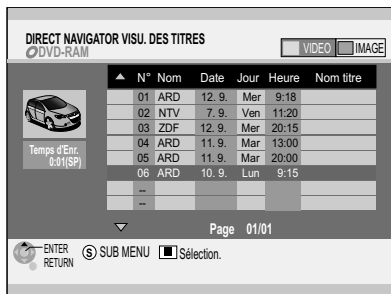 DIRECT NAVIGATOR VISU. DES TITRES
DVD-RAM
VIDEO IMAGE
N° Nom Date Jour Heure Nom titre
01 ARD 12. 9. Mer 9:18
02 NTV 7. 9. Ven 11:20
03 ZDF 12. 9. Mer 20:15
04 ARD 11. 9. Mar 13:00
05 ARD 11. 9. Mar 20:00
06 ARD 10. 9. Lun 9:15
--
--
Temps d'Enr.
0:01(SP)
Page 01/01
ENTER
RETURN
S SUB MENU Sélection.